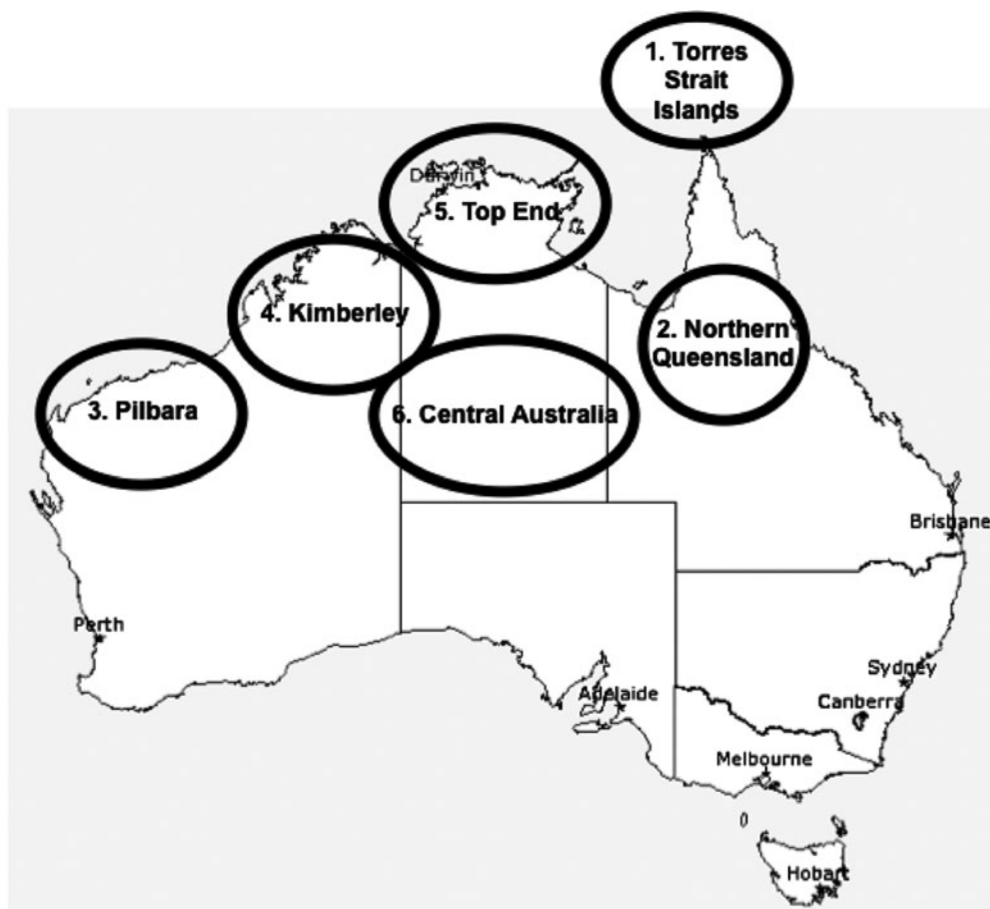 1. Torres
Strait
Islands
Darwin
5. Top End
4. Kimberley
2. Northern
Queensland
3. Pilbara
6. Central Australia
Brisbane
Perth
Sydney
Adelaide
Canberra
Melbourne
Hobart